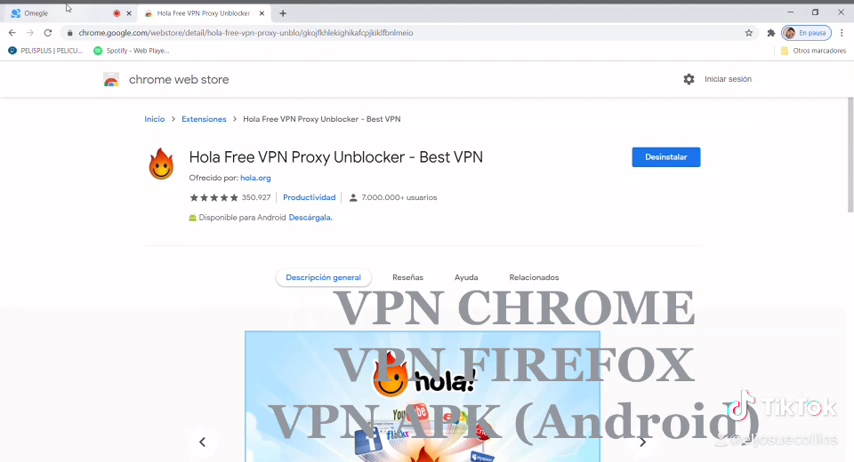 Omegle
Hola Free VPN Proxy Unblocker
chrome.google.com/webstore/detail/hola-free-vpn-proxy-unblo/gkojfkhlekighikafcpjkiklfbnlmeio
En pausa
PELISPLUS | PELICU...
Spotify - Web Playe...
Otros marcadores
chrome web store
Iniciar sesión
Inicio
Extensiones
Hola Free VPN Proxy Unblocker - Best VPN
Hola Free VPN Proxy Unblocker - Best VPN
Desinstalar
Ofrecido por: hola.org
350.927
Productividad
7.000.000+ usuarios
Disponible para Android Descárgala.
Descripción general
Reseñas
Ayuda
Relacionados
VPN CHROME
VPN FIREFOX
VPN APK (Android)
hola!
YouTube
flickr
TikTok